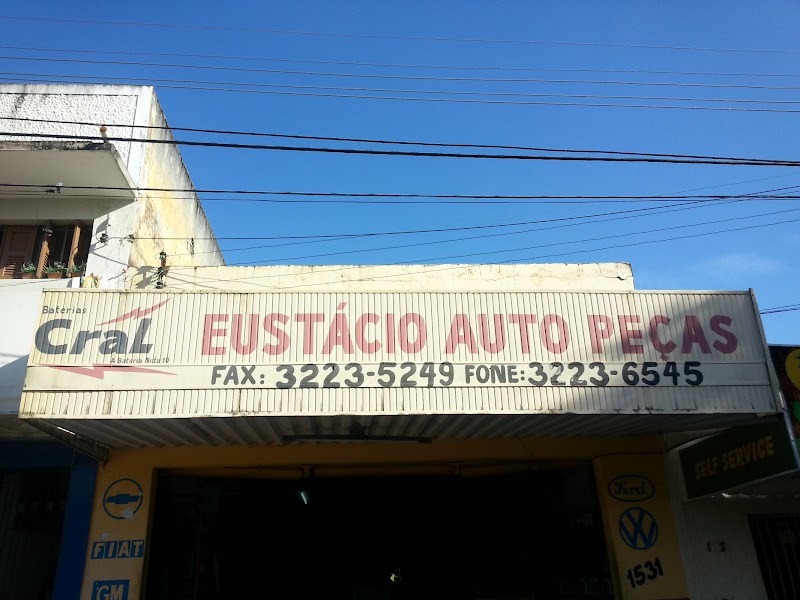 Baterias
Cral
A Bateria Nota 10
EUSTÁCIO AUTO PEÇAS
FAX: 3223-5249 FONE: 3223-6545
SELF SERVICE
FIAT
GM
Ford
VW
1531